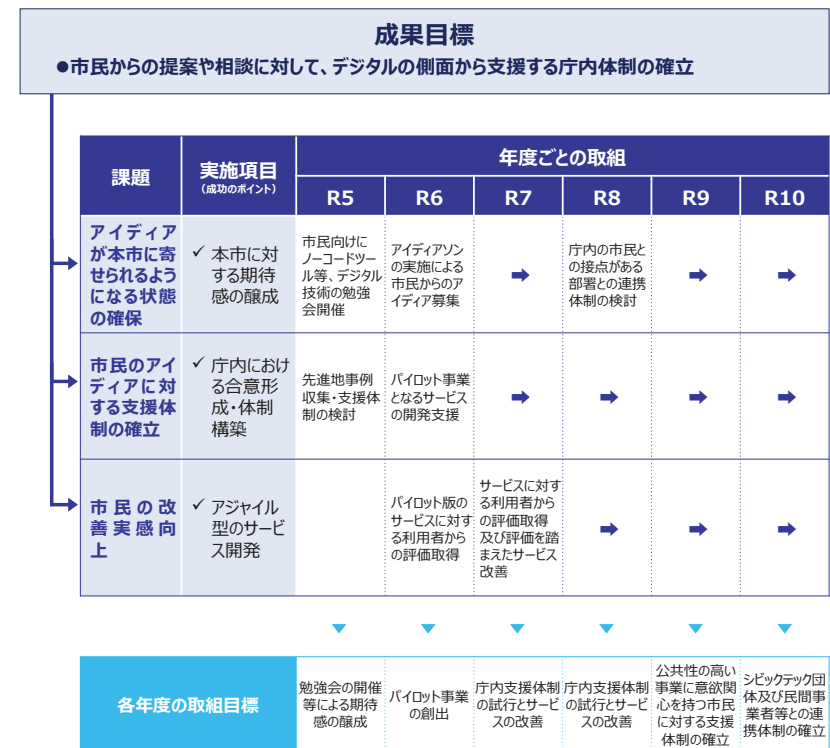 成果目標
●市民からの提案や相談に対して、デジタルの側面から支援する庁内体制の確立
課題
実施項目
（成功のポイント）
年度ごとの取組
R5
R6
R7
R8
R9
R10
アイディア
が本市に寄
せられるよう
になる状態
の確保
✓ 本市に対
する期待
感の醸成
市民向けに
ノーコードツー
ル等、デジタル
技術の勉強
会開催
アイディアソン
の実施による
市民からのア
イディア募集
➡
庁内の市民と
の接点がある
部署との連携
体制の検討
➡
➡
市民のアイ
ディアに対
する支援体
制の確立
✓ 庁内におけ
る合意形
成・体制
構築
先進地事例
収集・支援体
制の検討
パイロット事業
となるサービス
の開発支援
➡
➡
➡
➡
市民の改
善実感向
上
✓ アジャイル
型のサービ
ス開発
パイロット版の
サービスに対す
る利用者から
の評価取得
サービスに対す
る利用者から
の評価取得
及び評価を踏
まえたサービス
改善
➡
➡
➡
各年度の取組目標
勉強会の開催
等による期待
感の醸成
パイロット事業
の創出
庁内支援体制
の試行とサービ
スの改善
庁内支援体制
の試行とサービ
スの改善
公共性の高い
事業に意欲関
心を持つ市民
に対する支援
体制の確立
シビックテック団
体及び民間事
業者等との連
携体制の確立